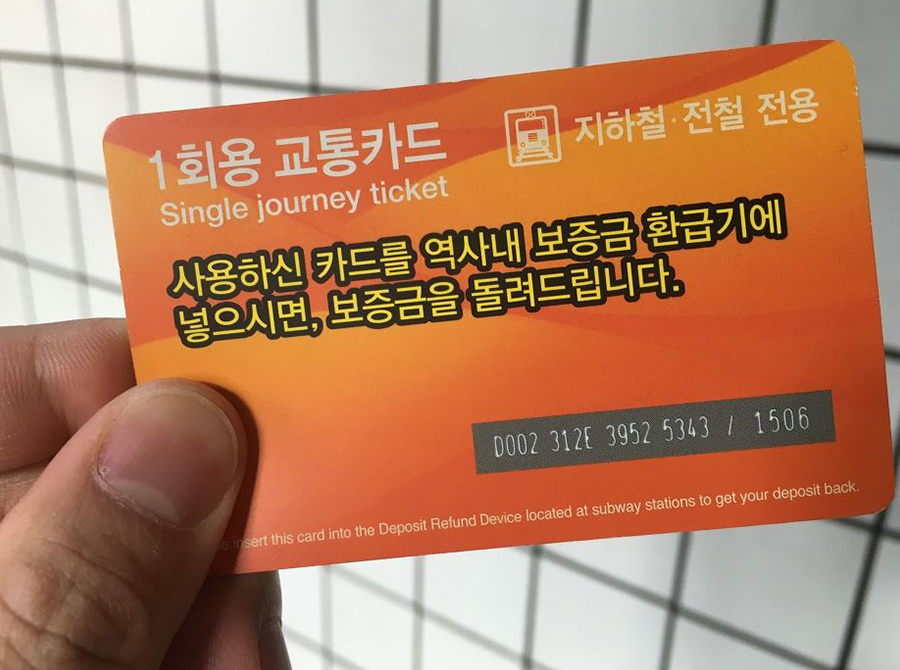 1회용 교통카드
Single journey ticket
지하철·전철 전용
사용하신 카드를 역사내 보증금 환급기에
넣으시면, 보증금을 돌려드립니다.
D002 312E 3952 5343 / 1506
insert this card into the Deposit Refund Device located at subway stations to get your deposit back.